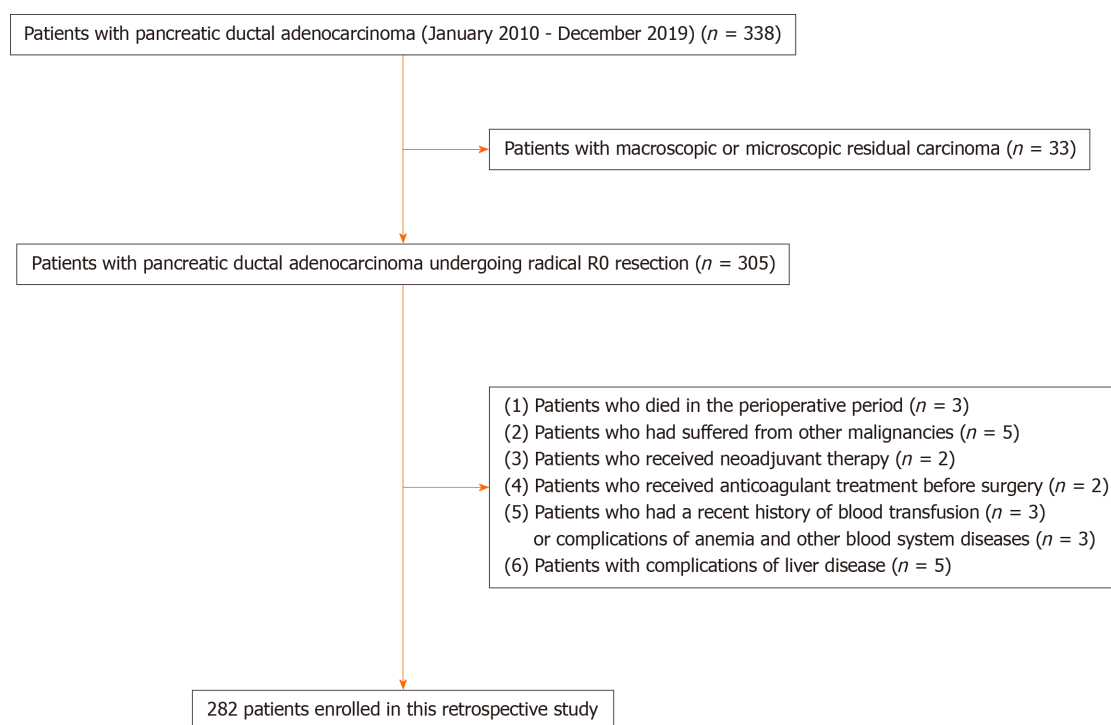 Patients with pancreatic ductal adenocarcinoma (January 2010 - December 2019) (n = 338)
Patients with macroscopic or microscopic residual carcinoma (n = 33)
Patients with pancreatic ductal adenocarcinoma undergoing radical R0 resection (n = 305)
(1) Patients who died in the perioperative period (n = 3)
(2) Patients who had suffered from other malignancies (n = 5)
(3) Patients who received neoadjuvant therapy (n = 2)
(4) Patients who received anticoagulant treatment before surgery (n = 2)
(5) Patients who had a recent history of blood transfusion (n = 3)
or complications of anemia and other blood system diseases (n = 3)
(6) Patients with complications of liver disease (n = 5)
282 patients enrolled in this retrospective study